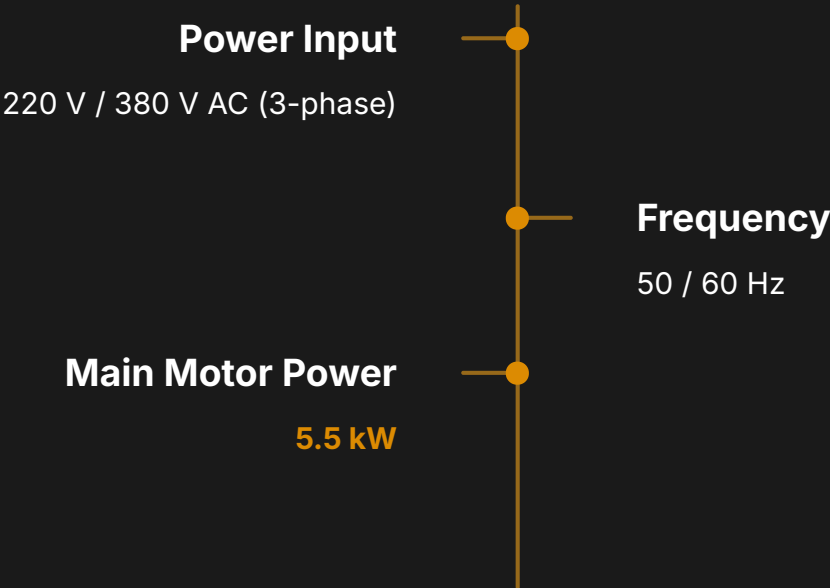 Power Input
220 V / 380 V AC (3-phase)
Frequency
50 / 60 Hz
Main Motor Power
5.5 kW